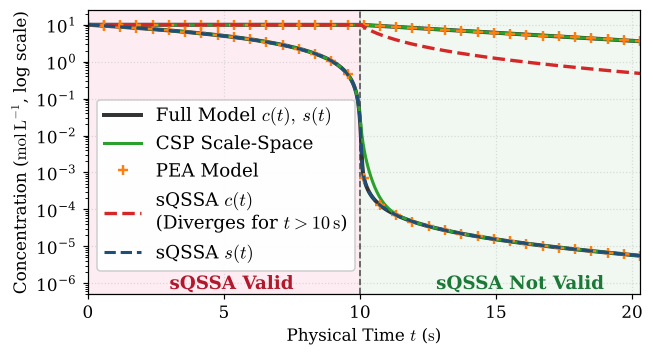 10¹
10⁰
10⁻¹
10⁻²
10⁻³
10⁻⁴
10⁻⁵
10⁻⁶
Concentration (mol L⁻¹, log scale)
Full Model c(t), s(t)
CSP Scale-Space
PEA Model
sQSSA c(t)
(Diverges for t > 10 s)
sQSSA s(t)
sQSSA Valid
sQSSA Not Valid
0 5 10 15 20
Physical Time t (s)